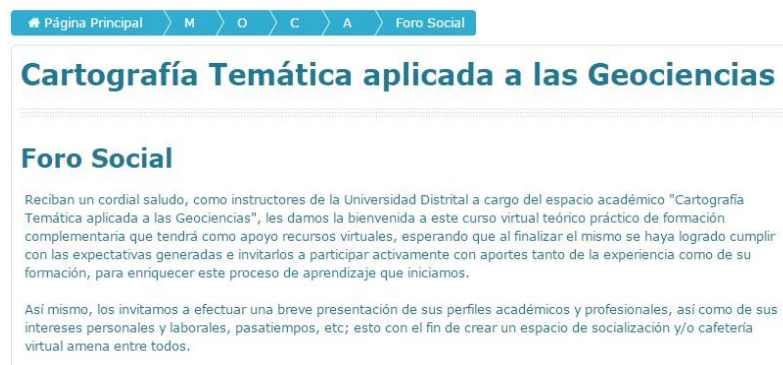 Página Principal M O C A Foro Social
Cartografía Temática aplicada a las Geociencias
Foro Social
Reciban un cordial saludo, como instructores de la Universidad Distrital a cargo del espacio académico "Cartografía
Temática aplicada a las Geociencias", les damos la bienvenida a este curso virtual teórico práctico de formación
complementaria que tendrá como apoyo recursos virtuales, esperando que al finalizar el mismo se haya logrado cumplir
con las expectativas generadas e invitarlos a participar activamente con aportes tanto de la experiencia como de su
formación, para enriquecer este proceso de aprendizaje que iniciamos.
Así mismo, los invitamos a efectuar una breve presentación de sus perfiles académicos y profesionales, así como de sus
intereses personales y laborales, pasatiempos, etc; esto con el fin de crear un espacio de socialización y/o cafetería
virtual amena entre todos.